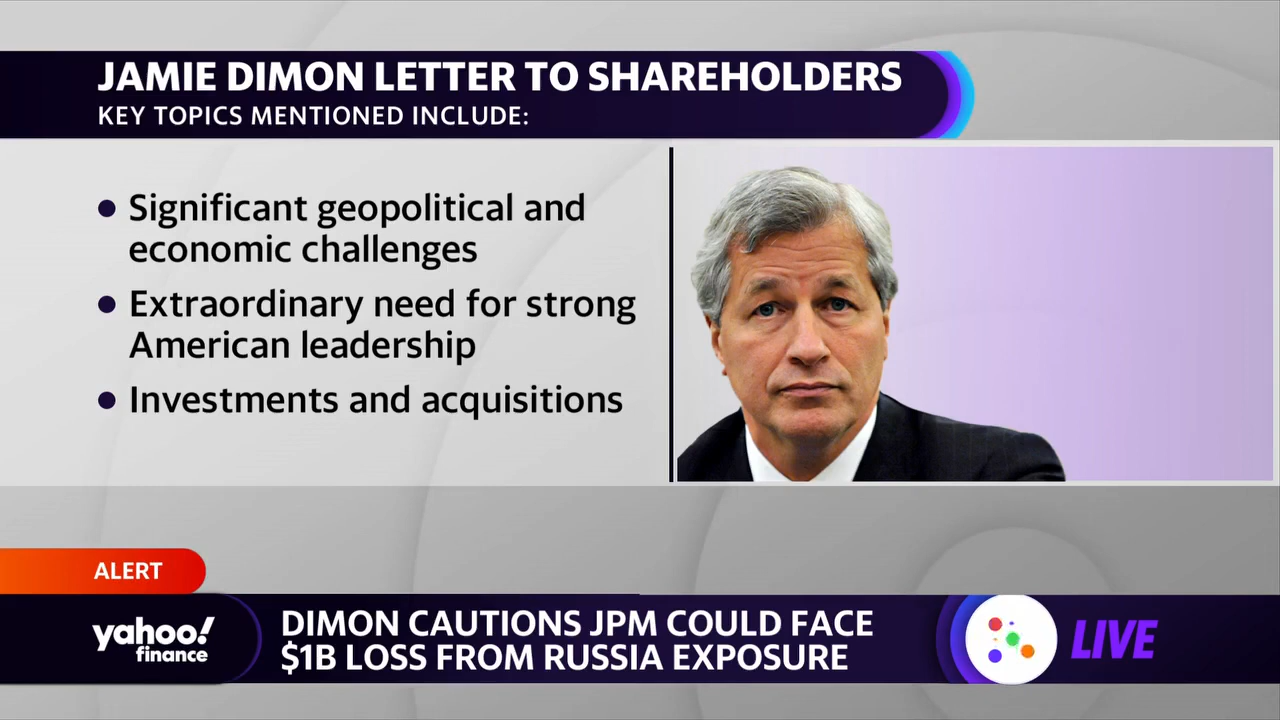 JAMIE DIMON LETTER TO SHAREHOLDERS
KEY TOPICS MENTIONED INCLUDE:
• Significant geopolitical and
economic challenges
• Extraordinary need for strong
American leadership
• Investments and acquisitions
ALERT
yahoo!
finance
DIMON CAUTIONS JPM COULD FACE
$1B LOSS FROM RUSSIA EXPOSURE
LIVE